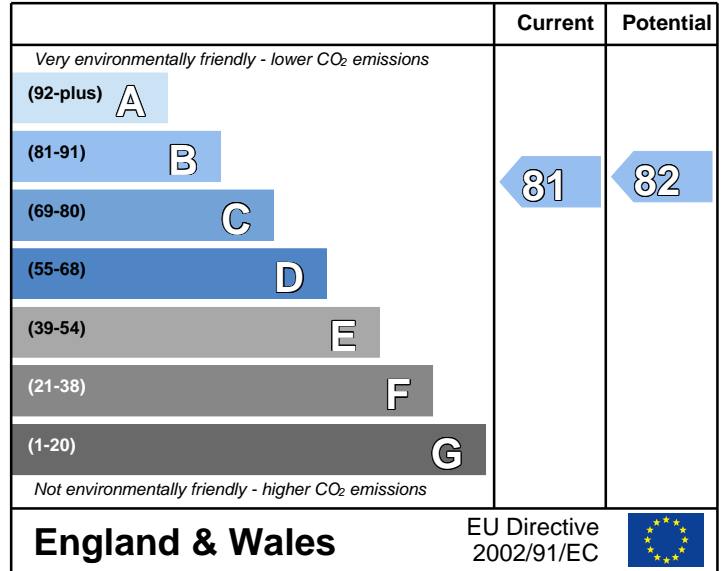 Current Potential
Very environmentally friendly - lower CO₂ emissions
(92-plus) A
(81-91) B
81 82
(69-80) C
(55-68) D
(39-54) E
(21-38) F
(1-20) G
Not environmentally friendly - higher CO₂ emissions
England & Wales
EU Directive
2002/91/EC